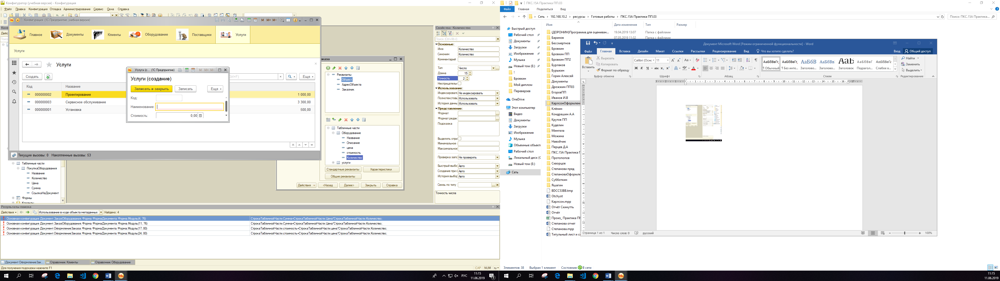 Конфигуратор (учебная версия) - Конфигурация
Файл Правка Конфигурация Отладка Администрирование Сервис Окна Справка
Конфигурация (1С:Предприятие, учебная версия)
M M+ M-
Главное Документы Клиенты Оборудование Поставщики Услуги
Услуги
Услуги
Создать
Ctrl+F)
Еще
Код Название
000000002 Проектирование 1 000,00
000000003 Сервисное обслуживание 3 300,00
000000001 Установка 500,00
Услуги (с... (1С:Предприятие)
M M+ M-
Услуги (создание)
Записать и закрыть Записать Еще
Код:
Наименование:
Стоимость: 0,00
Текущие вызовы: 0 Накопленные вызовы: 53
Табличные части
ПокупкаОборудования
Название
Количество
Цена
Сумма
СсылкаНаДокумент
Формы
Команды
заказа
Реквизиты
Объект
АдресОбъекта
Заказчик
Табличные части
Оборудование
Название
Описание
цена
стоимость
Количество
услуги
Стандартные реквизиты Характеристики
Общие реквизиты
Действия <Назад Далее> Закрыть Справка
Свойства: Количество
Поиск (Ctrl+Alt+I)
Основные:
Имя Количество
Синоним Количество
Комментарий
Тип Число
Длина 15
Точность 2
Неотрицательн
Использование:
Индексировать Не индексировать
Полнотекстовь Использовать
История данны Использовать
Представление:
Формат
Формат редак
Подсказка
Выделять отри
Минимальное
Максимальное
Проверка запо Не проверять
Быстрый выбо Авто
Создание при в Авто
История выбор Авто
Связь по типу
Точность числа
Результаты поиска
Действия Использование в коде объекта метаданных Найдено: 4
Основная конфигурация.Документ.ЗаказОборудования.Форма.ФормаДокумента.Форма.Модуль(4, 76) СтрокаТабличнойЧасти.Сумма=СтрокаТабличнойЧасти.Цена*СтрокаТабличнойЧасти.Количество;
Основная конфигурация.Документ.ЗаказОборудования.Форма.ФормаДокумента.Форма.Модуль(11, 76) СтрокаТабличнойЧасти.Сумма=СтрокаТабличнойЧасти.Цена*СтрокаТабличнойЧасти.Количество;
Основная конфигурация.Документ.ОформлениеЗаказа.Форма.ФормаДокумента.Форма.Модуль(17, 80) СтрокаТабличнойЧасти.стоимость=СтрокаТабличнойЧасти.цена*СтрокаТабличнойЧасти.Количество;
Основная конфигурация.Документ.ОформлениеЗаказа.Форма.ФормаДокумента.Форма.Модуль(24, 80) СтрокаТабличнойЧасти.стоимость=СтрокаТабличнойЧасти.цена*СтрокаТабличнойЧасти.Количество;
Документ ОформлениеЗак... Справочник Клиенты Справочник Оборудование
Для получения подсказки нажмите F1 CAP NUM ru
РУС 11:15
11.06.2019
ПКС.15А Практика ПП.03
Файл Главная Поделиться Вид
Сеть 192.168.10.2 ресурсы Готовые работы ПКС.15А Практика ПП.03
Поиск: ПКС.15А Практика...
Имя Дата изменения Тип Размер
Быстрый доступ
Рабочий стол
Документы
Загрузки
Изображения
Музыка
Новый том (E:)
!
Бровкин
Мой диплом
Переверзев
OneDrive
Этот компьютер
Видео
Документы
Загрузки
Изображения
Музыка
Объемные объекть
Рабочий стол
Локальный диск (С
Новый том (E:)
Сеть
(ДОРОНИН)Программа для оцениван... 19.04.2019 13:07 Папка с файлами
Баринов 07.05.2019 11:32 Папка с файлами
Бессмертнов
Бровкин
Бровкин ПП
Бровкин ПП2
Бурлаков
Бурыкин
Горин Алексей
Документы
Дрожжин ПП03
ЕгоровПП
Иванов И.В
КарлсонОформлени
Клёнин
Кондрашин А.А
Крутов ПП
Куделин
Мингела
Можина
Навойчик
Перцев Д.А
ПКС.15А Практика П
Протопопов
Скворцов
Степанова пред
СтепановаОформле
Субботкин
Яшагин
BDCC53BB.tmp
Otchyot
Карлсон.mpp
Отчёт Скинутть
Отчёт
Произ_ Практика ПП
Степанова отчет
Степанова.mpp
Титульный лист и со
Элементов: 38 Выбран 1 элемент Состояние: В сети
Документ Microsoft Word [Режим ограниченной функциональности] - Word
Файл Главная Вставка Дизайн Макет Ссылки Рассылки Рецензирование Вид Что вы хотите сделать? Вход Общий доступ
Вставить
Вырезать
Копировать
Формат по образцу
Буфер обмена
Calibri (Оснс 11
Ж К Ч abc x₂ x²
Шрифт
Абзац
АаБбВвГг, АаБбВвГг, АаБбВ АаБбВв АаБ АаБбВвГ АаБбВвГг
¶ Обычный ¶ Без инте... Заголово... Заголово... Заголовок Подзагол... Слабое в...
Стили
Найти
Заменить
Выделить
Редактирование
Страница 1 из 1 Число слов: 0 русский 100%
11:15
11.06.2019